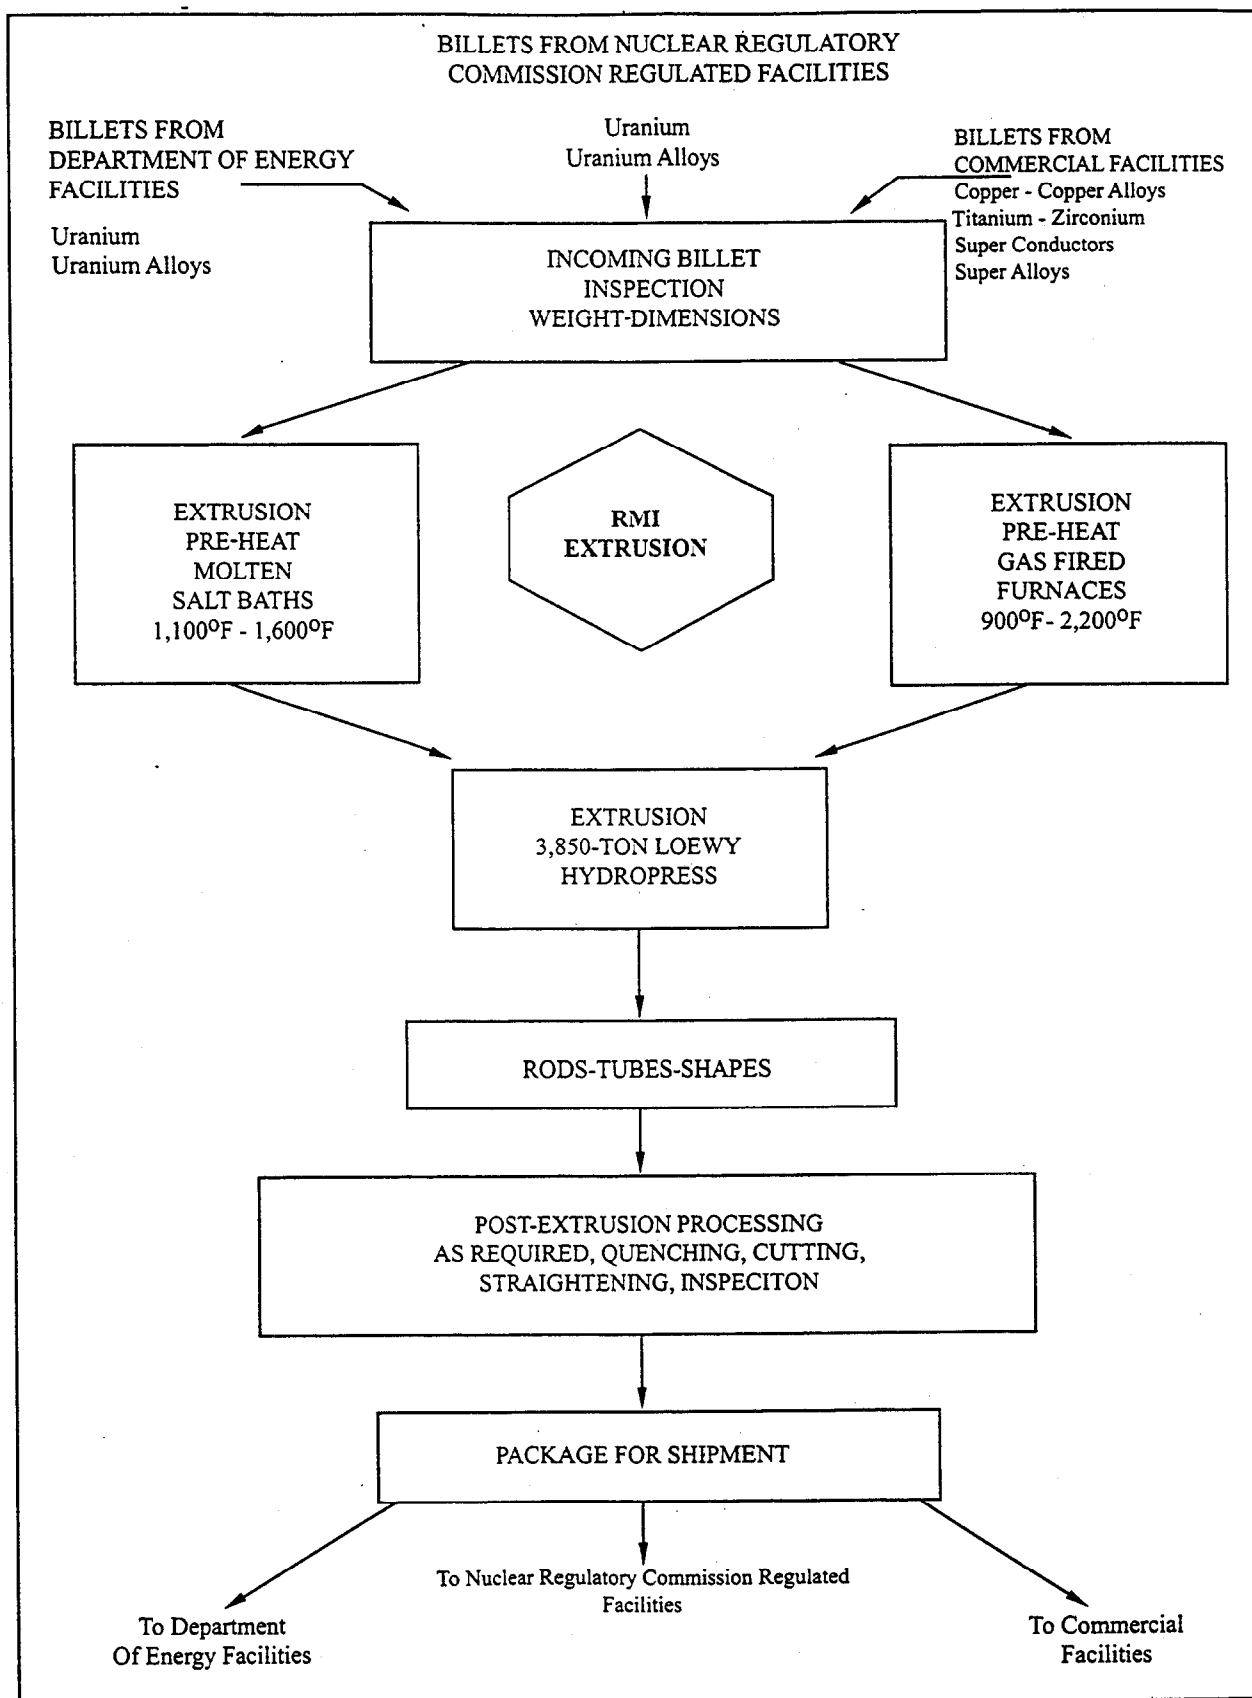 BILLETS FROM NUCLEAR REGULATORY
COMMISSION REGULATED FACILITIES
BILLETS FROM
DEPARTMENT OF ENERGY
FACILITIES
Uranium
Uranium Alloys
Uranium
Uranium Alloys
BILLETS FROM
COMMERCIAL FACILITIES
Copper - Copper Alloys
Titanium - Zirconium
Super Conductors
Super Alloys
INCOMING BILLET
INSPECTION
WEIGHT-DIMENSIONS
EXTRUSION
PRE-HEAT
MOLTEN
SALT BATHS
1,100ºF - 1,600ºF
RMI
EXTRUSION
EXTRUSION
PRE-HEAT
GAS FIRED
FURNACES
900ºF- 2,200ºF
EXTRUSION
3,850-TON LOEWY
HYDROPRESS
RODS-TUBES-SHAPES
POST-EXTRUSION PROCESSING
AS REQUIRED, QUENCHING, CUTTING,
STRAIGHTENING, INSPECITON
PACKAGE FOR SHIPMENT
To Department
Of Energy Facilities
To Nuclear Regulatory Commission Regulated
Facilities
To Commercial
Facilities